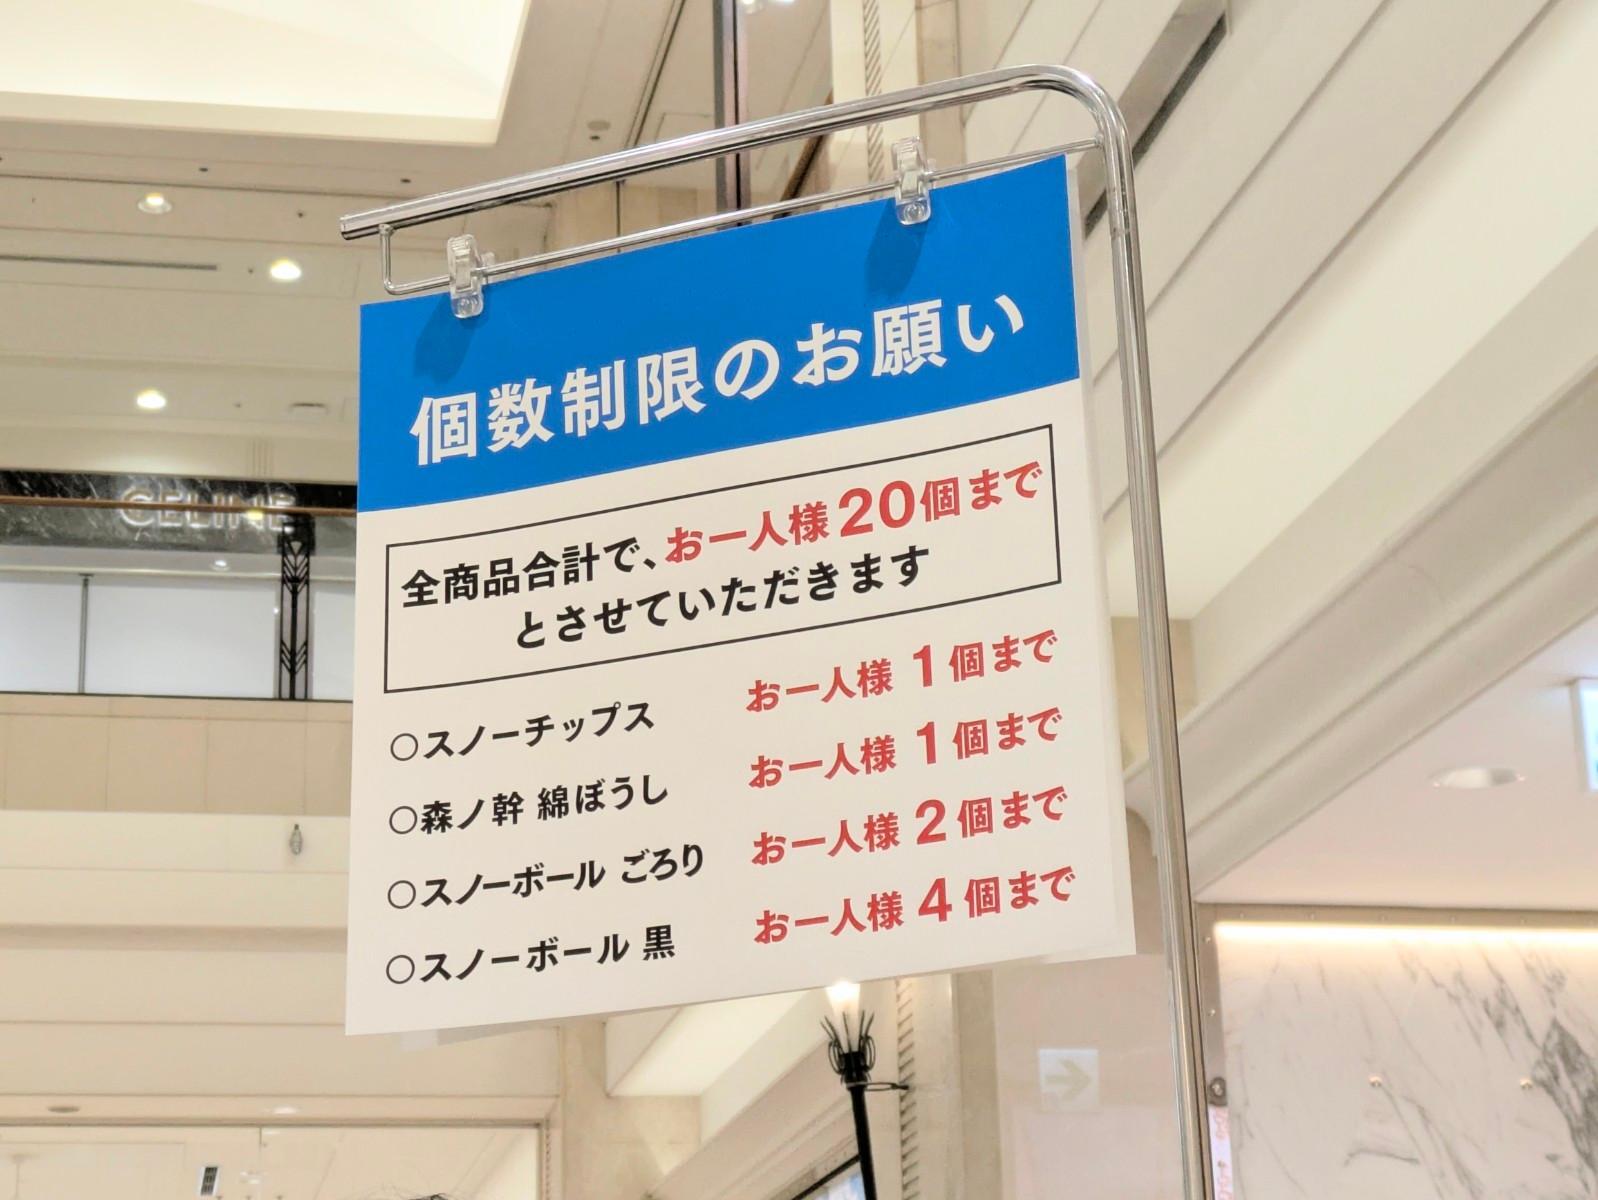 個数制限のお願い
全商品合計で、お一人様20個まで
とさせていただきます
○スノーチップス お一人様 1 個まで
○森ノ幹 綿ぼうし お一人様 1 個まで
○スノーボール ごろり お一人様 2 個まで
○スノーボール 黒 お一人様 4 個まで
CELINE